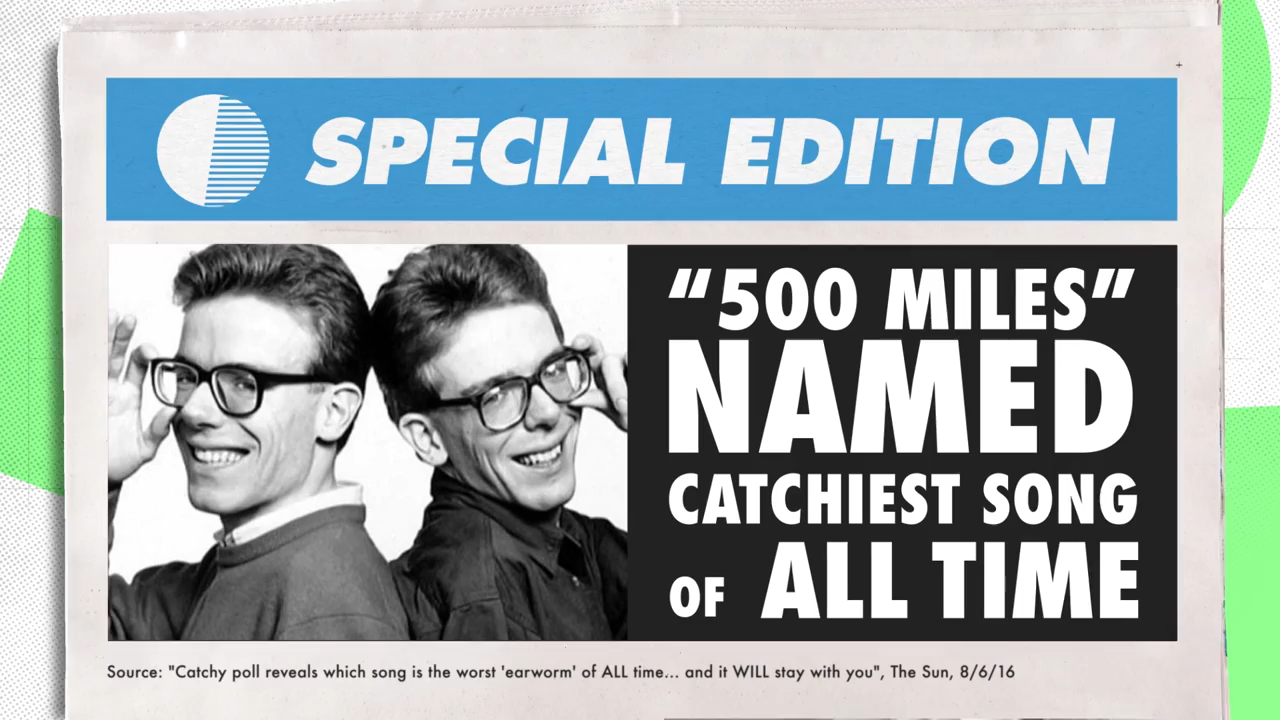 SPECIAL EDITION
“500 MILES”
NAMED
CATCHIEST SONG
OF ALL TIME
Source: "Catchy poll reveals which song is the worst 'earworm' of ALL time... and it WILL stay with you", The Sun, 8/6/16